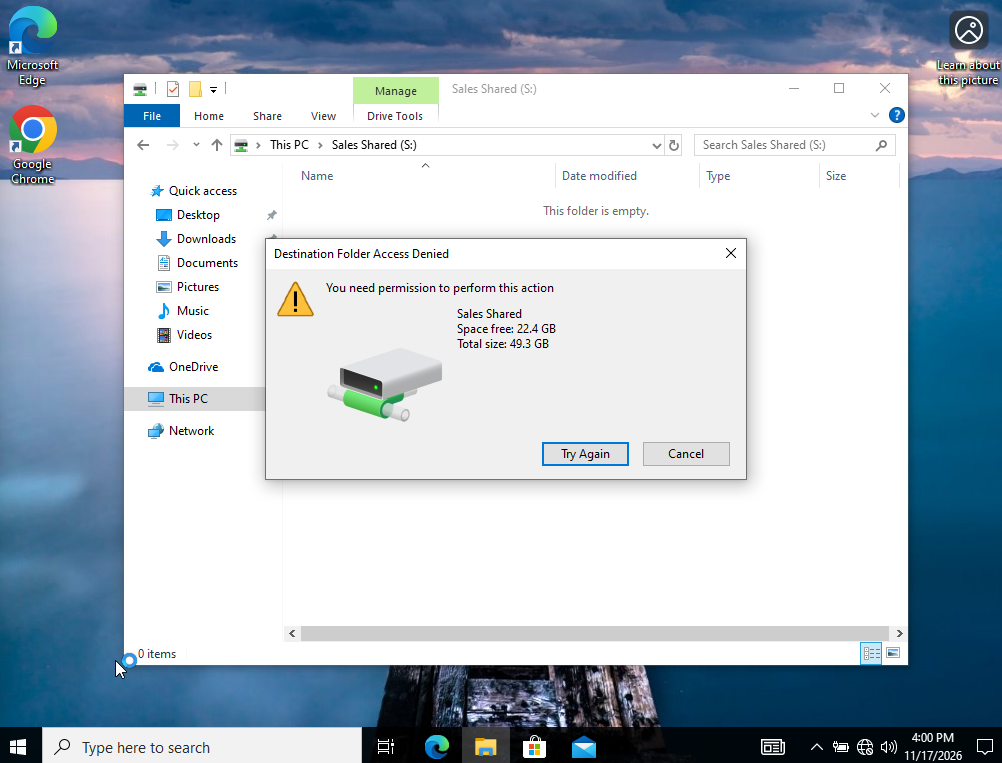 Microsoft
Edge
Google
Chrome
Learn about
this picture
Manage
Sales Shared (S:)
File
Home
Share
View
Drive Tools
This PC
Sales Shared (S:)
Search Sales Shared (S:)
Name
Date modified
Type
Size
This folder is empty.
Quick access
Desktop
Downloads
Documents
Pictures
Music
Videos
OneDrive
This PC
Network
Destination Folder Access Denied
You need permission to perform this action
Sales Shared
Space free: 22.4 GB
Total size: 49.3 GB
Try Again
Cancel
0 items
Type here to search
4:00 PM
11/17/2026